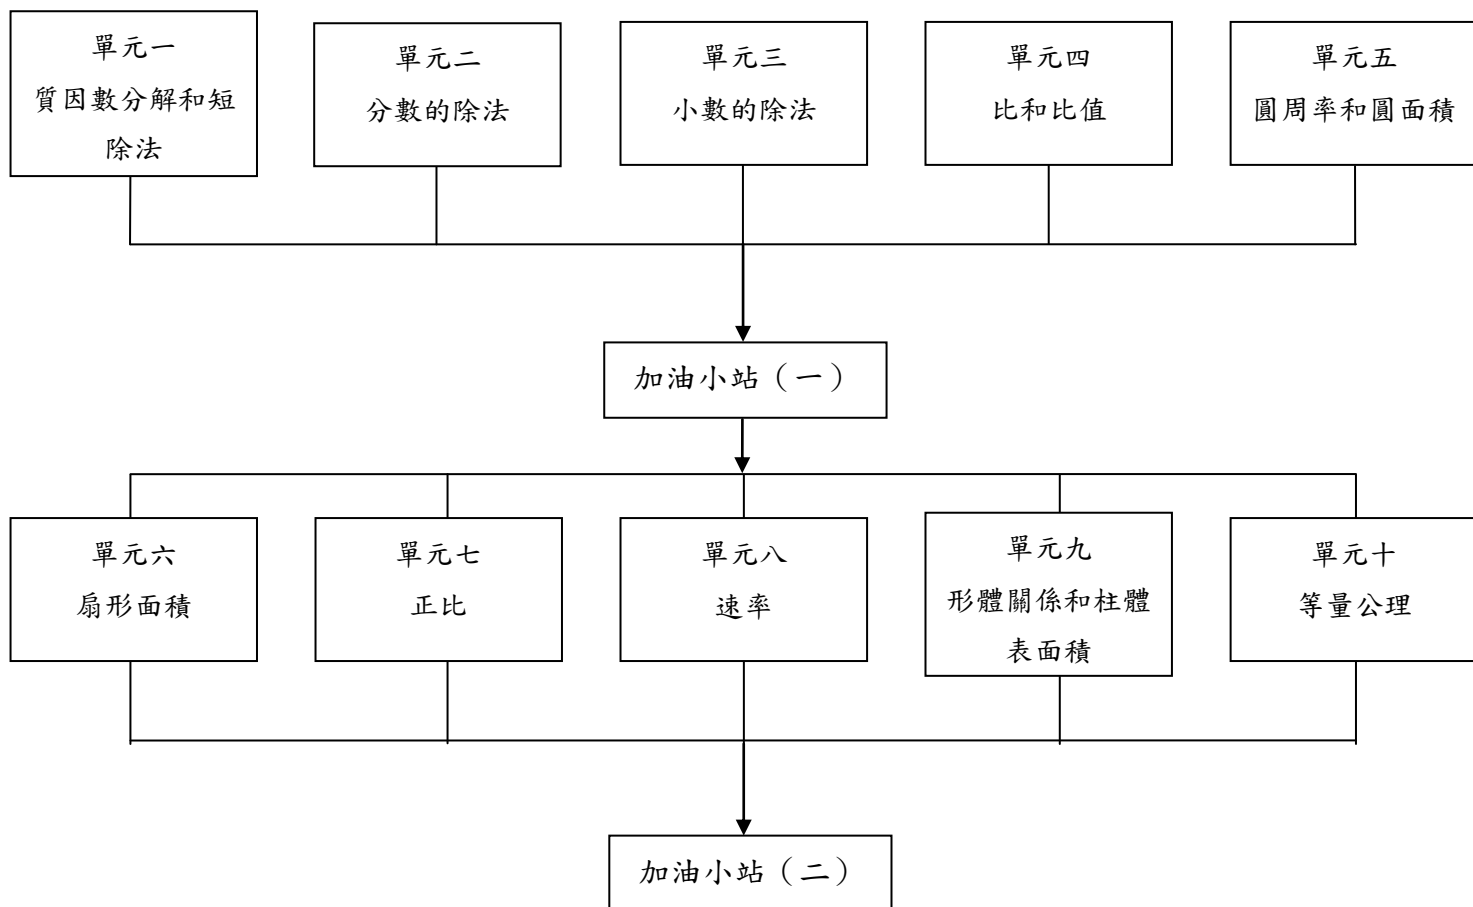 單元一
質因數分解和短
除法
單元二
分數的除法
單元三
小數的除法
單元四
比和比值
單元五
圓周率和圓面積
加油小站（一）
單元六
扇形面積
單元七
正比
單元八
速率
單元九
形體關係和柱體
表面積
單元十
等量公理
加油小站（二）